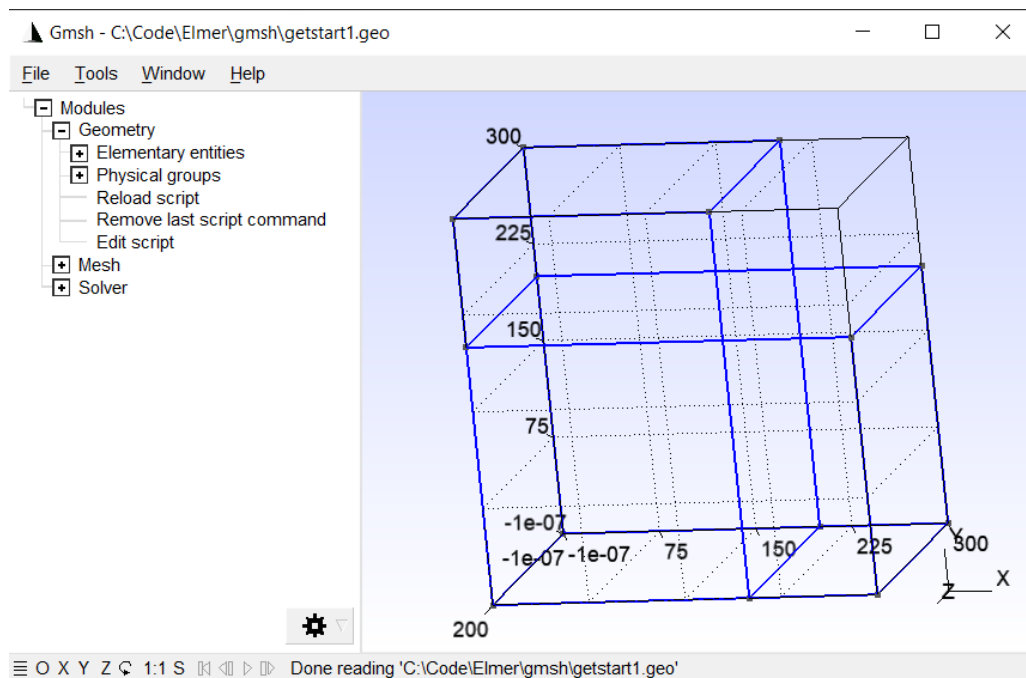 Gmsh - C:\Code\Elmer\gmsh\getstart1.geo
File Tools Window Help
Modules
Geometry
Elementary entities
Physical groups
Reload script
Remove last script command
Edit script
Mesh
Solver
300
225
150
75
-1e-07
-1e-07 -1e-07 75 150 225 300
200
Y
Z X
O X Y Z 1:1 S Done reading 'C:\Code\Elmer\gmsh\getstart1.geo'